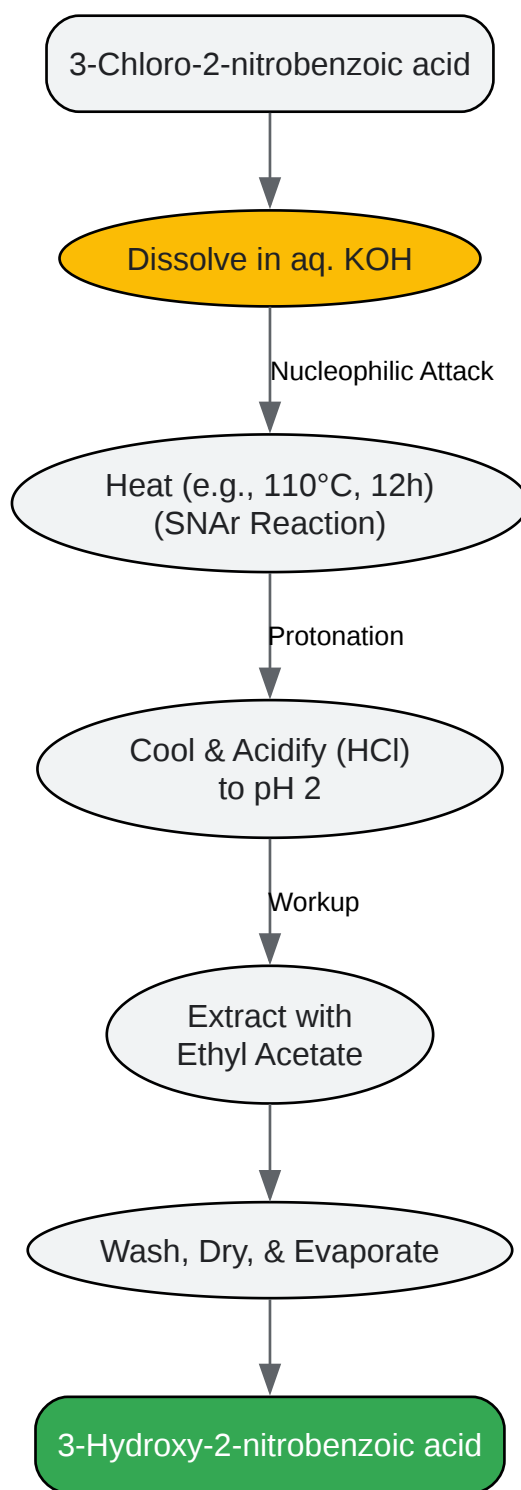 3-Chloro-2-nitrobenzoic acid
Dissolve in aq. KOH
Nucleophilic Attack
Heat (e.g., 110°C, 12h)
(SNAr Reaction)
Protonation
Cool & Acidify (HCl)
to pH 2
Workup
Extract with
Ethyl Acetate
Wash, Dry, & Evaporate
3-Hydroxy-2-nitrobenzoic acid